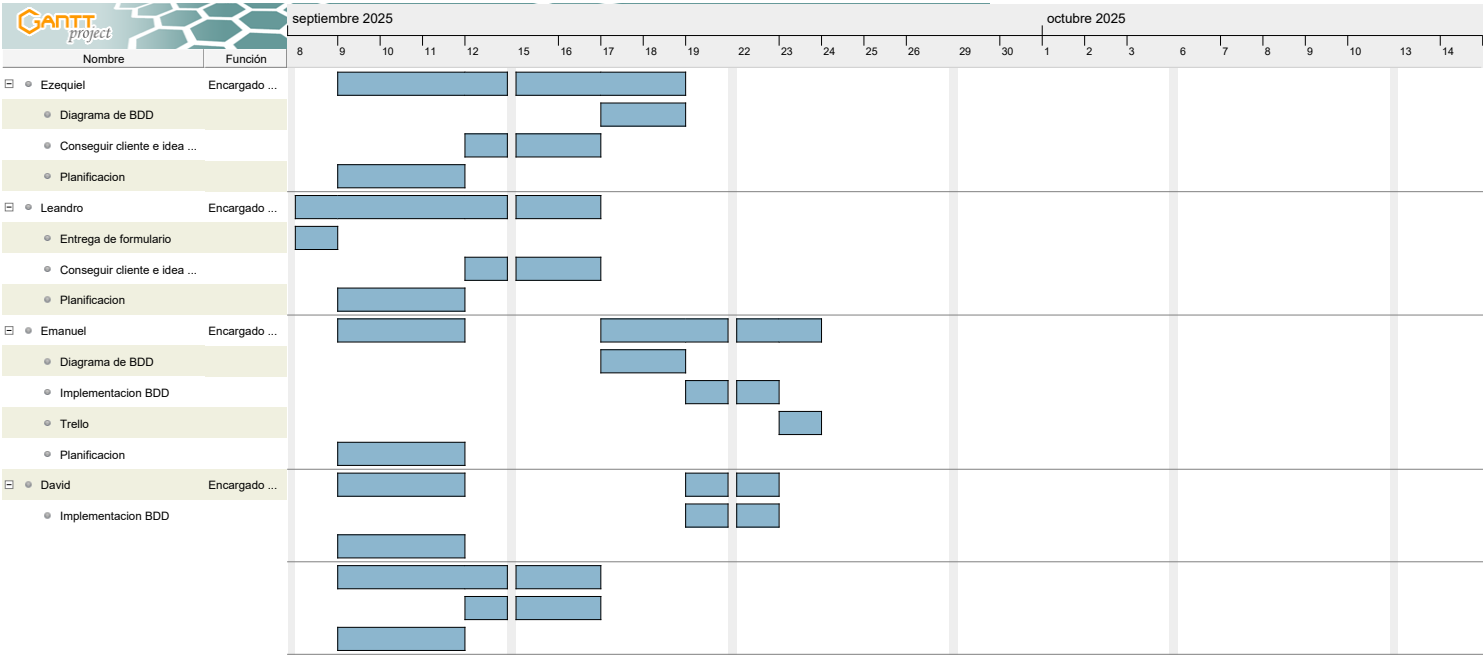 GANTT
project
septiembre 2025
octubre 2025
8 9 10 11 12 15 16 17 18 19 22 23 24 25 26 29 30 1 2 3 6 7 8 9 10 13 14
Nombre Función
Ezequiel Encargado ...
Diagrama de BDD
Conseguir cliente e idea ...
Planificacion
Leandro Encargado ...
Entrega de formulario
Conseguir cliente e idea ...
Planificacion
Emanuel Encargado ...
Diagrama de BDD
Implementacion BDD
Trello
Planificacion
David Encargado ...
Implementacion BDD